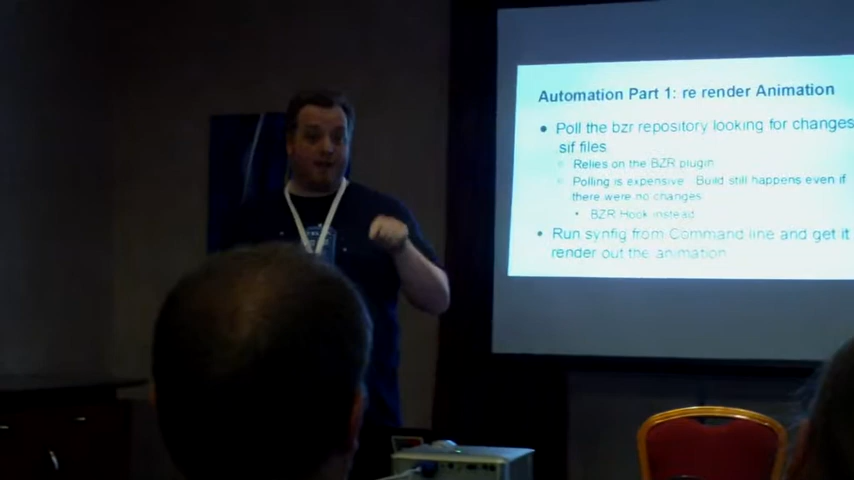 Automation Part 1: re render Animation
Poll the bzr repository looking for changes
sif files
Relies on the BZR plugin
Polling is expensive Build still happens even if
there were no changes
BZR Hook instead
Run synfig from Command line and get it
render out the animation